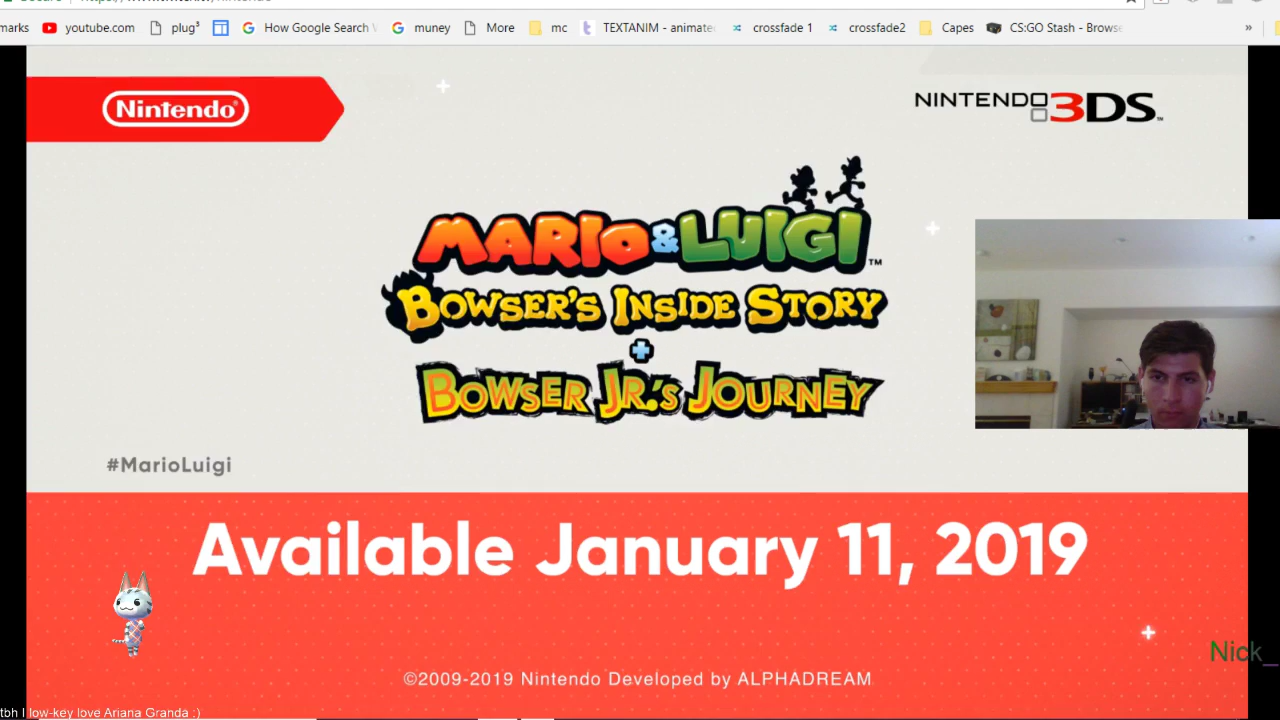 marks youtube.com plug³ How Google Search muney More mc TEXTANIM - animate crossfade 1 crossfade2 Capes CS:GO Stash - Browse »
Nintendo®
NINTENDO 3DS™
MARIO & LUIGI™
BOWSER'S INSIDE STORY
+
BOWSER JR.'S JOURNEY
#MarioLuigi
Available January 11, 2019
Nick_
©2009-2019 Nintendo Developed by ALPHADREAM
tbh I low-key love Ariana Granda ;)